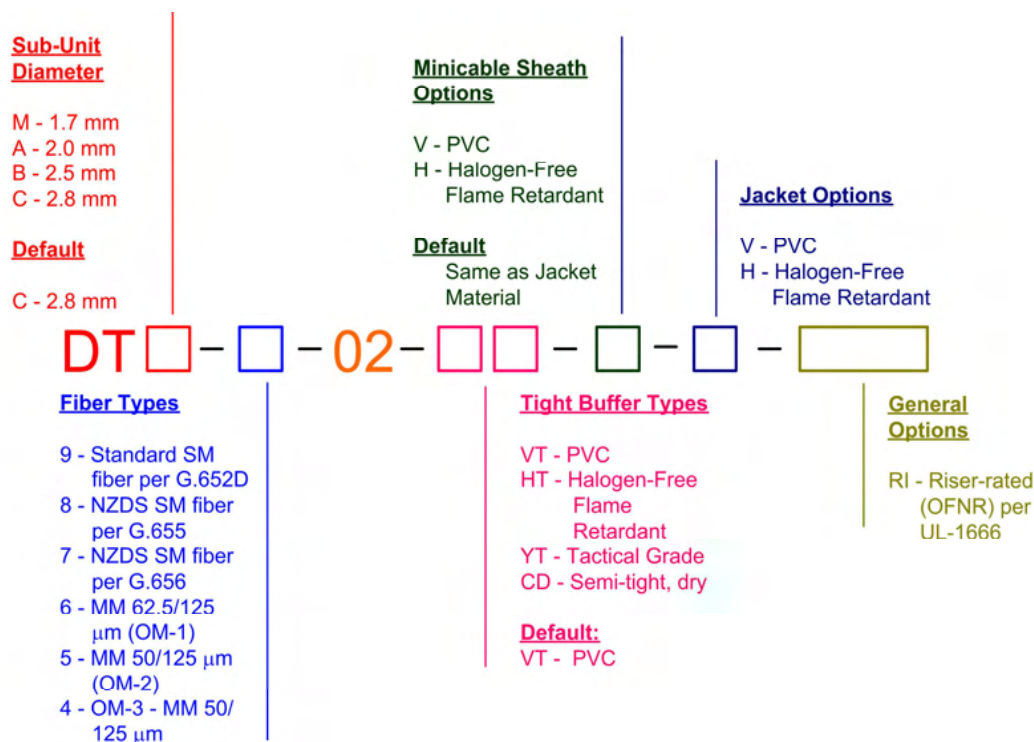 Sub-Unit
Diameter
M - 1.7 mm
A - 2.0 mm
B - 2.5 mm
C - 2.8 mm
Default
C - 2.8 mm
Minicable Sheath
Options
V - PVC
H - Halogen-Free
Flame Retardant
Default
Same as Jacket
Material
Jacket Options
V - PVC
H - Halogen-Free
Flame Retardant
DT - - 02 - - - -
Fiber Types
9 - Standard SM
fiber per G.652D
8 - NZDS SM fiber
per G.655
7 - NZDS SM fiber
per G.656
6 - MM 62.5/125
μm (OM-1)
5 - MM 50/125 μm
(OM-2)
4 - OM-3 - MM 50/
125 μm
Tight Buffer Types
VT - PVC
HT - Halogen-Free
Flame
Retardant
YT - Tactical Grade
CD - Semi-tight, dry
Default:
VT - PVC
General
Options
RI - Riser-rated
(OFNR) per
UL-1666